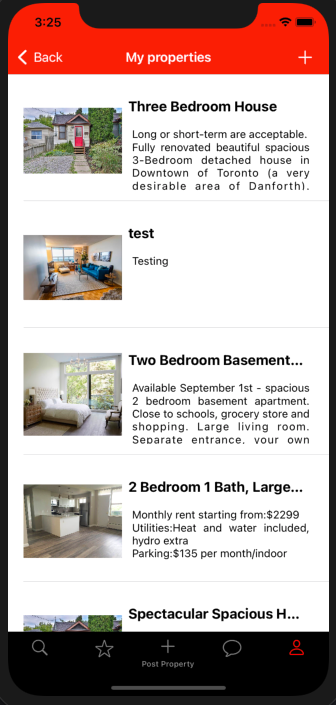 3:25
Back
My properties
Three Bedroom House
Long or short-term are acceptable.
Fully renovated beautiful spacious
3-Bedroom detached house in
Downtown of Toronto (a very
desirable area of Danforth).
test
Testing
Two Bedroom Basement...
Available September 1st - spacious
2 bedroom basement apartment.
Close to schools, grocery store and
shopping. Large living room.
Separate entrance, your own
2 Bedroom 1 Bath, Large...
Monthly rent starting from:$2299
Utilities:Heat and water included,
hydro extra
Parking:$135 per month/indoor
Spectacular Spacious H...
Post Property